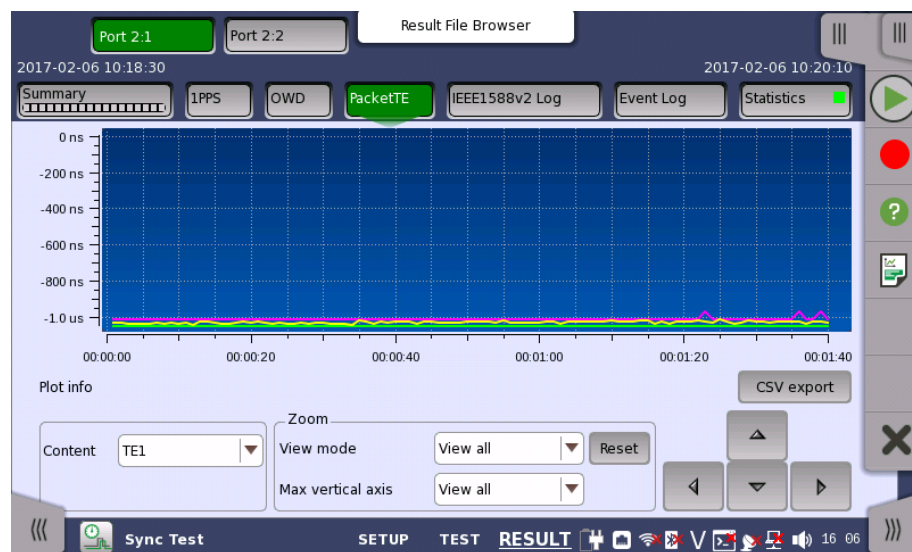 Result File Browser
Port 2:1 Port 2:2
2017-02-06 10:18:30 2017-02-06 10:20:10
Summary 1PPS OWD PacketTE IEEE1588v2 Log Event Log Statistics
0 ns
-200 ns
-400 ns
-600 ns
-800 ns
-1.0 us
00:00:00 00:00:20 00:00:40 00:01:00 00:01:20 00:01:40
Plot info CSV export
Zoom
Content TE1 View mode View all Reset
Max vertical axis View all
Sync Test SETUP TEST RESULT 16 06